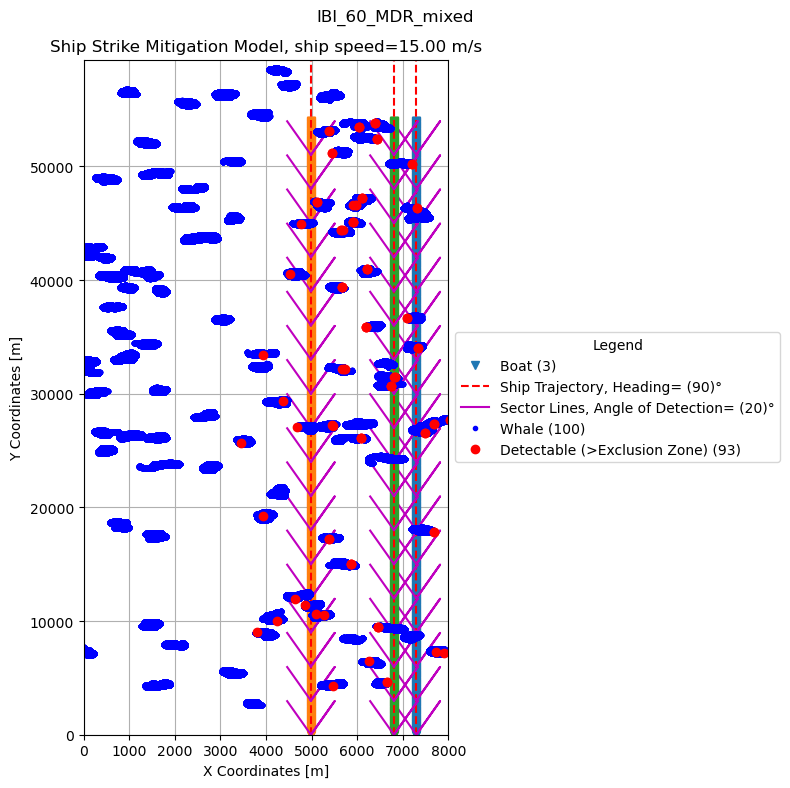 IBI_60_MDR_mixed
Ship Strike Mitigation Model, ship speed=15.00 m/s
Y Coordinates [m]
50000
40000
30000
20000
10000
0
0 1000 2000 3000 4000 5000 6000 7000 8000
X Coordinates [m]
Legend
Boat (3)
Ship Trajectory, Heading= (90)°
Sector Lines, Angle of Detection= (20)°
Whale (100)
Detectable (>Exclusion Zone) (93)